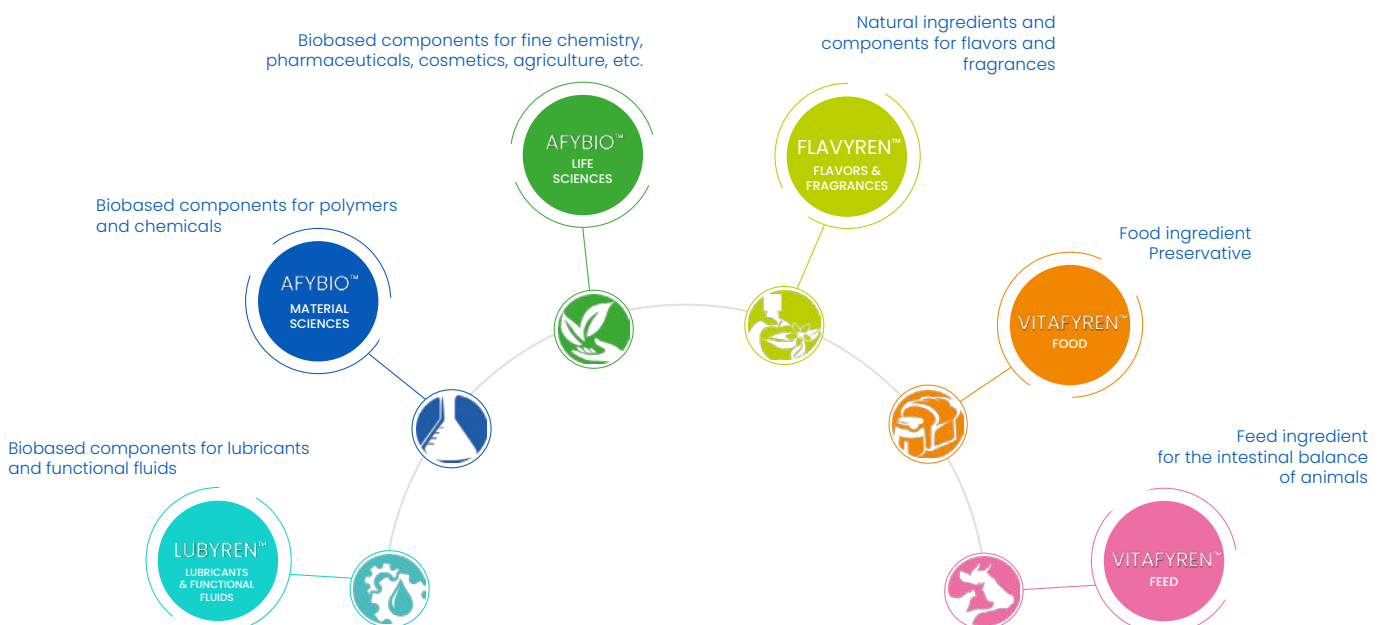 Biobased components for lubricants
and functional fluids
LUBYREN™
LUBRICANTS
& FUNCTIONAL
FLUIDS
Biobased components for polymers
and chemicals
AFYBIO™
MATERIAL
SCIENCES
Biobased components for fine chemistry,
pharmaceuticals, cosmetics, agriculture, etc.
AFYBIO™
LIFE
SCIENCES
Natural ingredients and
components for flavors and
fragrances
FLAVYREN™
FLAVORS &
FRAGRANCES
Food ingredient
Preservative
VITAFYREN™
FOOD
Feed ingredient
for the intestinal balance
of animals
VITAFYREN™
FEED